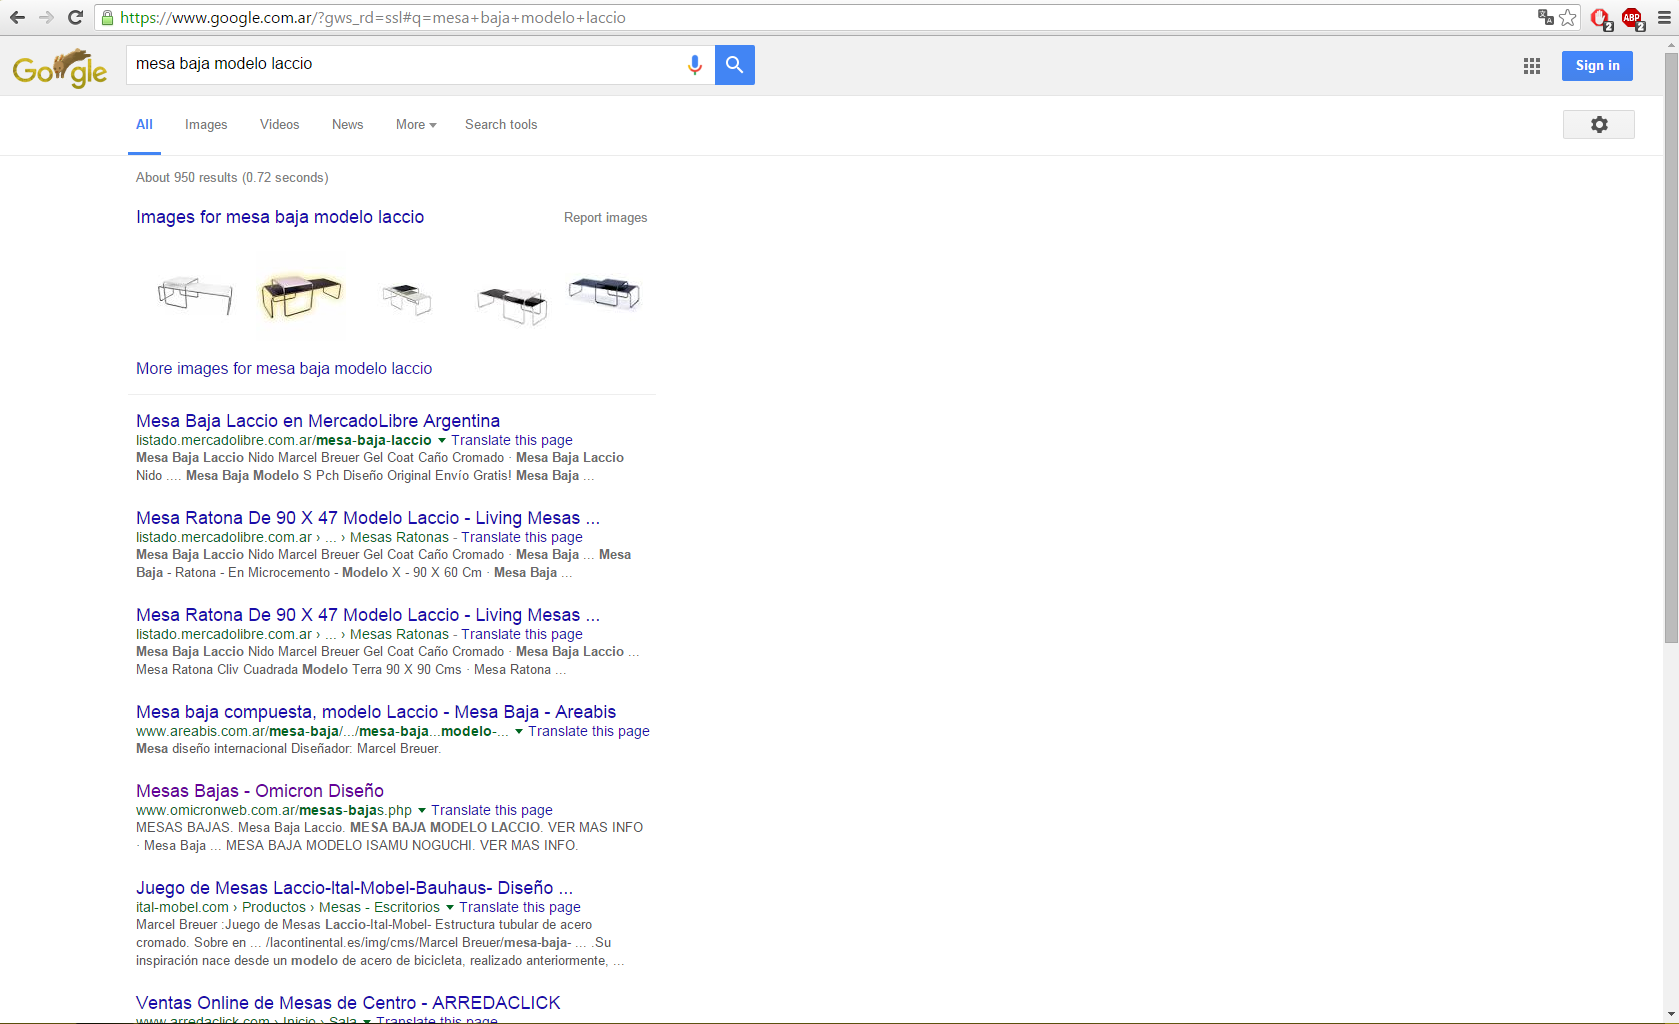 https://www.google.com.ar/?gws_rd=ssl#q=mesa+baja+modelo+laccio
2
ABP
2
Google
mesa baja modelo laccio
Sign in
All Images Videos News More Search tools
About 950 results (0.72 seconds)
Images for mesa baja modelo laccio Report images
More images for mesa baja modelo laccio
Mesa Baja Laccio en MercadoLibre Argentina
listado.mercadolibre.com.ar/mesa-baja-laccio Translate this page
Mesa Baja Laccio Nido Marcel Breuer Gel Coat Caño Cromado · Mesa Baja Laccio
Nido .... Mesa Baja Modelo S Pch Diseño Original Envío Gratis! Mesa Baja ...
Mesa Ratona De 90 X 47 Modelo Laccio - Living Mesas ...
listado.mercadolibre.com.ar › ... › Mesas Ratonas - Translate this page
Mesa Baja Laccio Nido Marcel Breuer Gel Coat Caño Cromado · Mesa Baja ... Mesa
Baja - Ratona - En Microcemento - Modelo X - 90 X 60 Cm · Mesa Baja ...
Mesa Ratona De 90 X 47 Modelo Laccio - Living Mesas ...
listado.mercadolibre.com.ar › ... › Mesas Ratonas - Translate this page
Mesa Baja Laccio Nido Marcel Breuer Gel Coat Caño Cromado · Mesa Baja Laccio ...
Mesa Ratona Cliv Cuadrada Modelo Terra 90 X 90 Cms · Mesa Ratona ...
Mesa baja compuesta, modelo Laccio - Mesa Baja - Areabis
www.areabis.com.ar/mesa-baja/.../mesa-baja...modelo-... Translate this page
Mesa diseño internacional Diseñador: Marcel Breuer.
Mesas Bajas - Omicron Diseño
www.omicronweb.com.ar/mesas-bajas.php Translate this page
MESAS BAJAS. Mesa Baja Laccio. MESA BAJA MODELO LACCIO. VER MAS INFO
· Mesa Baja ... MESA BAJA MODELO ISAMU NOGUCHI. VER MAS INFO.
Juego de Mesas Laccio-Ital-Mobel-Bauhaus- Diseño ...
ital-mobel.com › Productos › Mesas - Escritorios Translate this page
Marcel Breuer :Juego de Mesas Laccio-Ital-Mobel- Estructura tubular de acero
cromado. Sobre en ... /lacontinental.es/img/cms/Marcel Breuer/mesa-baja- ... .Su
inspiración nace desde un modelo de acero de bicicleta, realizado anteriormente, ...
Ventas Online de Mesas de Centro - ARREDACLICK
www.arredaclick.com › Inicio › Sala Translate this page